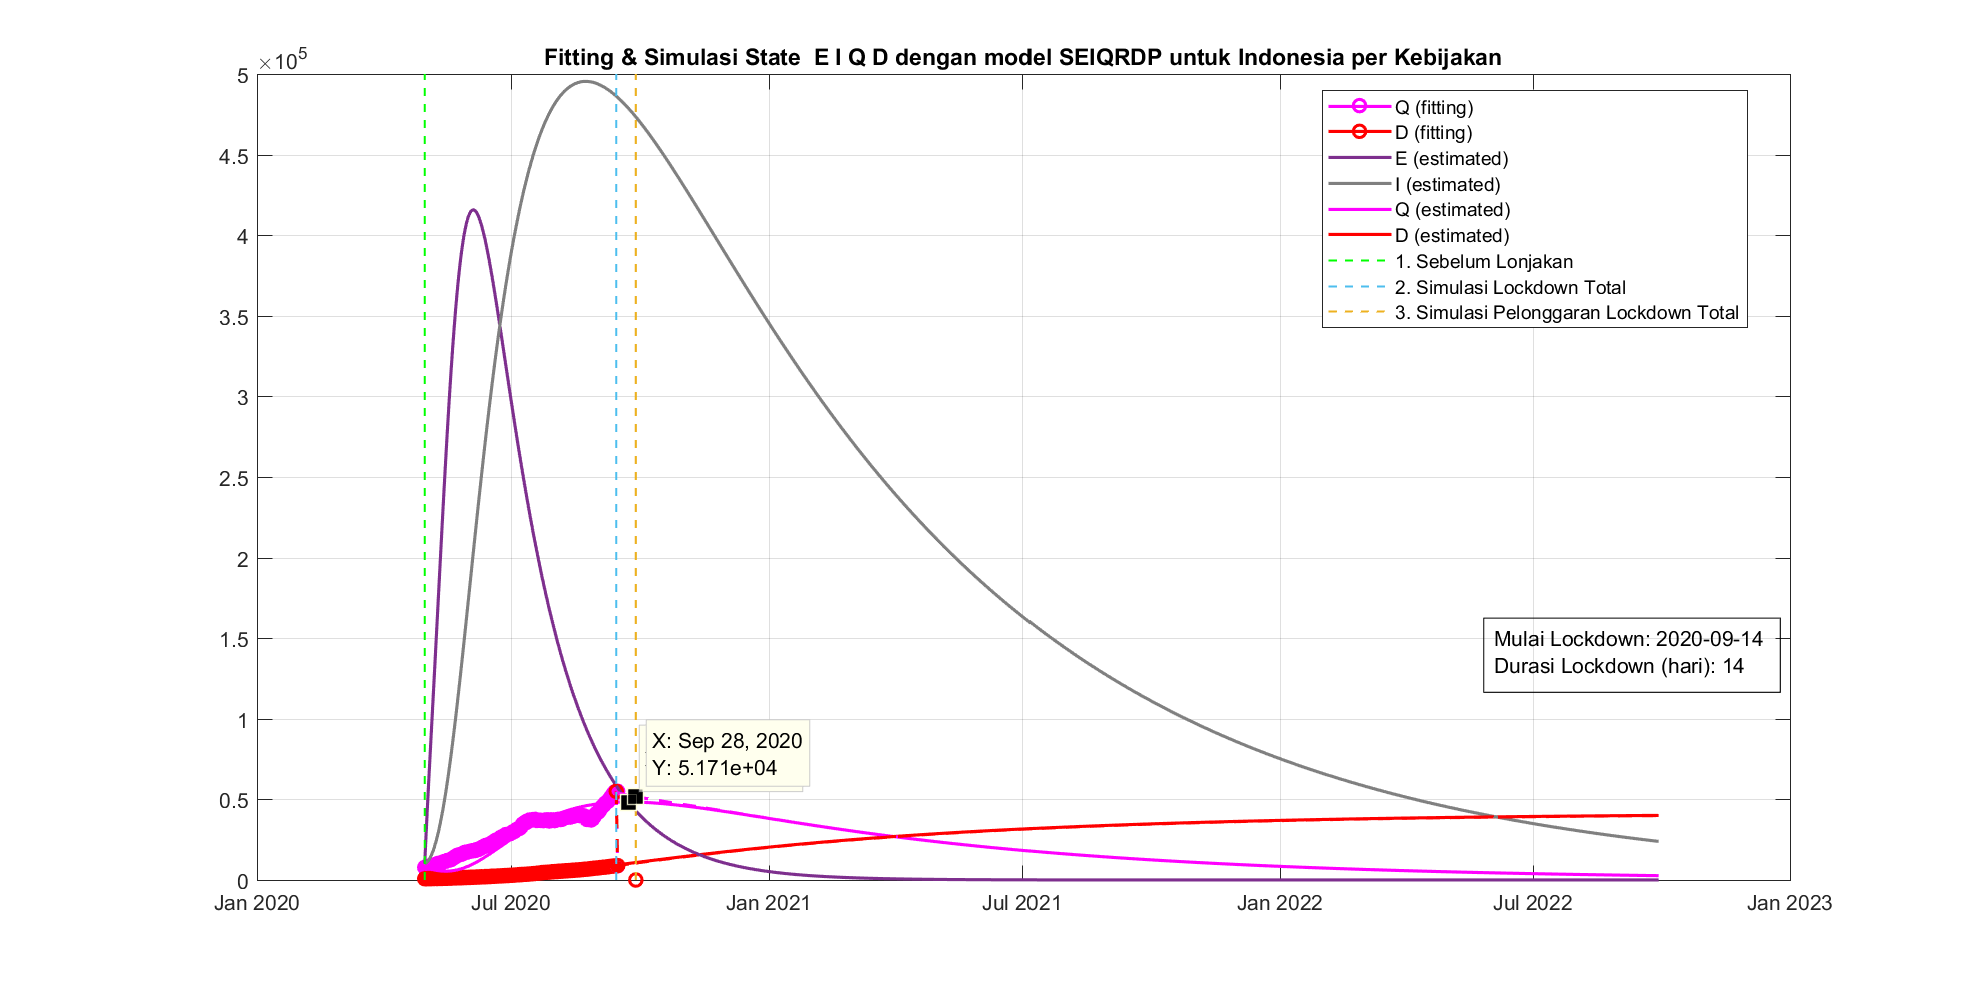 Fitting & Simulasi State E I Q D dengan model SEIQRDP untuk Indonesia per Kebijakan
×10^5
5
4.5
4
3.5
3
2.5
2
1.5
1
0.5
0
Jan 2020
Jul 2020
Jan 2021
Jul 2021
Jan 2022
Jul 2022
Jan 2023
Q (fitting)
D (fitting)
E (estimated)
I (estimated)
Q (estimated)
D (estimated)
1. Sebelum Lonjakan
2. Simulasi Lockdown Total
3. Simulasi Pelonggaran Lockdown Total
Mulai Lockdown: 2020-09-14
Durasi Lockdown (hari): 14
X: Sep 28, 2020
Y: 5.171e+04